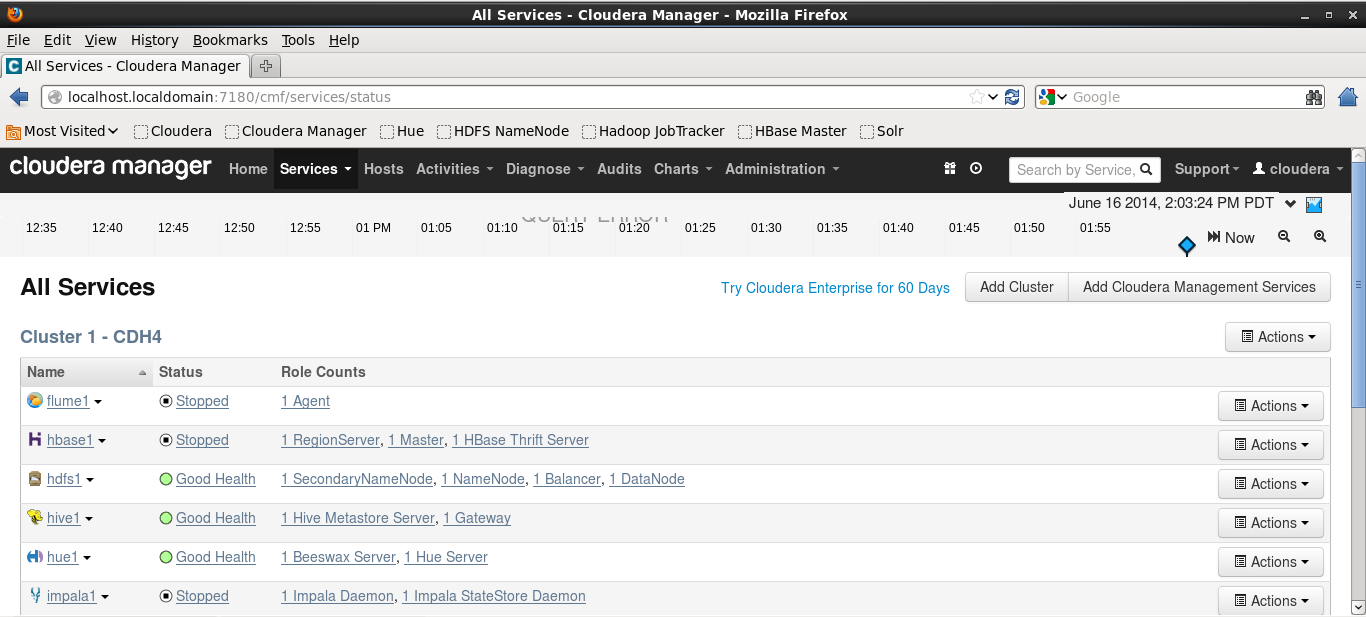 All Services - Cloudera Manager - Mozilla Firefox
File Edit View History Bookmarks Tools Help
All Services - Cloudera Manager
localhost.localdomain:7180/cmf/services/status Google
Most Visited Cloudera Cloudera Manager Hue HDFS NameNode Hadoop JobTracker HBase Master Solr
cloudera manager Home Services Hosts Activities Diagnose Audits Charts Administration Search by Service, Support cloudera
June 16 2014, 2:03:24 PM PDT
QUERY ERROR
12:35 12:40 12:45 12:50 12:55 01 PM 01:05 01:10 01:15 01:20 01:25 01:30 01:35 01:40 01:45 01:50 01:55
Now
All Services Try Cloudera Enterprise for 60 Days Add Cluster Add Cloudera Management Services
Cluster 1 - CDH4 Actions
Name Status Role Counts
flume1 Stopped 1 Agent Actions
hbase1 Stopped 1 RegionServer, 1 Master, 1 HBase Thrift Server Actions
hdfs1 Good Health 1 SecondaryNameNode, 1 NameNode, 1 Balancer, 1 DataNode Actions
hive1 Good Health 1 Hive Metastore Server, 1 Gateway Actions
hue1 Good Health 1 Beeswax Server, 1 Hue Server Actions
impala1 Stopped 1 Impala Daemon, 1 Impala StateStore Daemon Actions